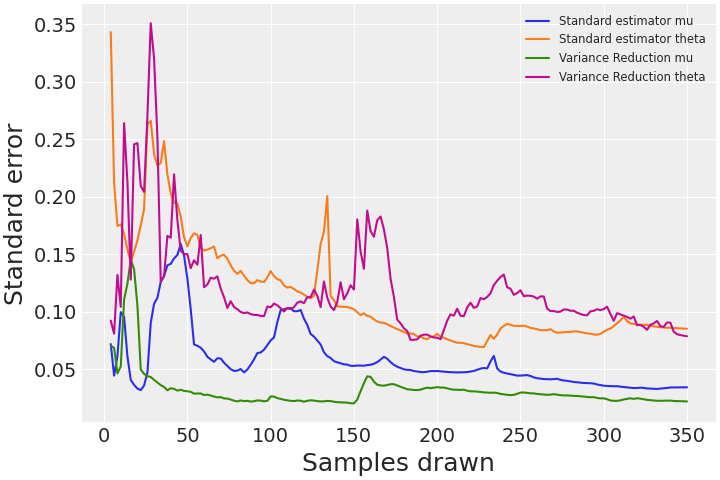 Standard estimator mu
Standard estimator theta
Variance Reduction mu
Variance Reduction theta
0.35
0.30
0.25
0.20
0.15
0.10
0.05
Standard error
0 50 100 150 200 250 300 350
Samples drawn